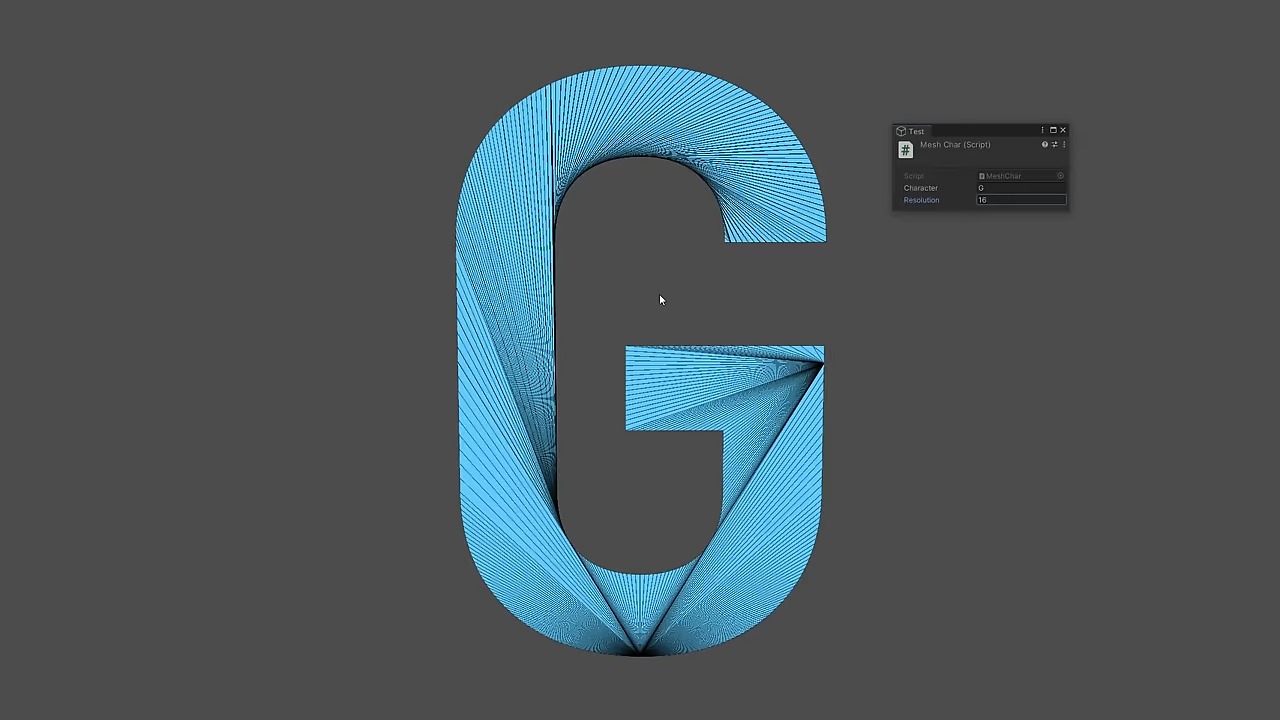 G
Test
Mesh Char (Script)
Script MeshChar
Character G
Resolution 16